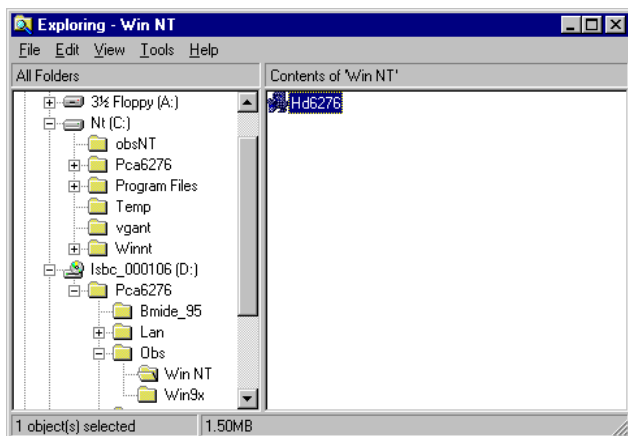 Exploring - Win NT
File Edit View Tools Help
All Folders
Contents of 'Win NT'
3½ Floppy (A:)
Nt (C:)
obsNT
Pca6276
Program Files
Temp
vgant
Winnt
Isbc_000106 (D:)
Pca6276
Bmide_95
Lan
Obs
Win NT
Win9x
Hd6276
1 object(s) selected
1.50MB